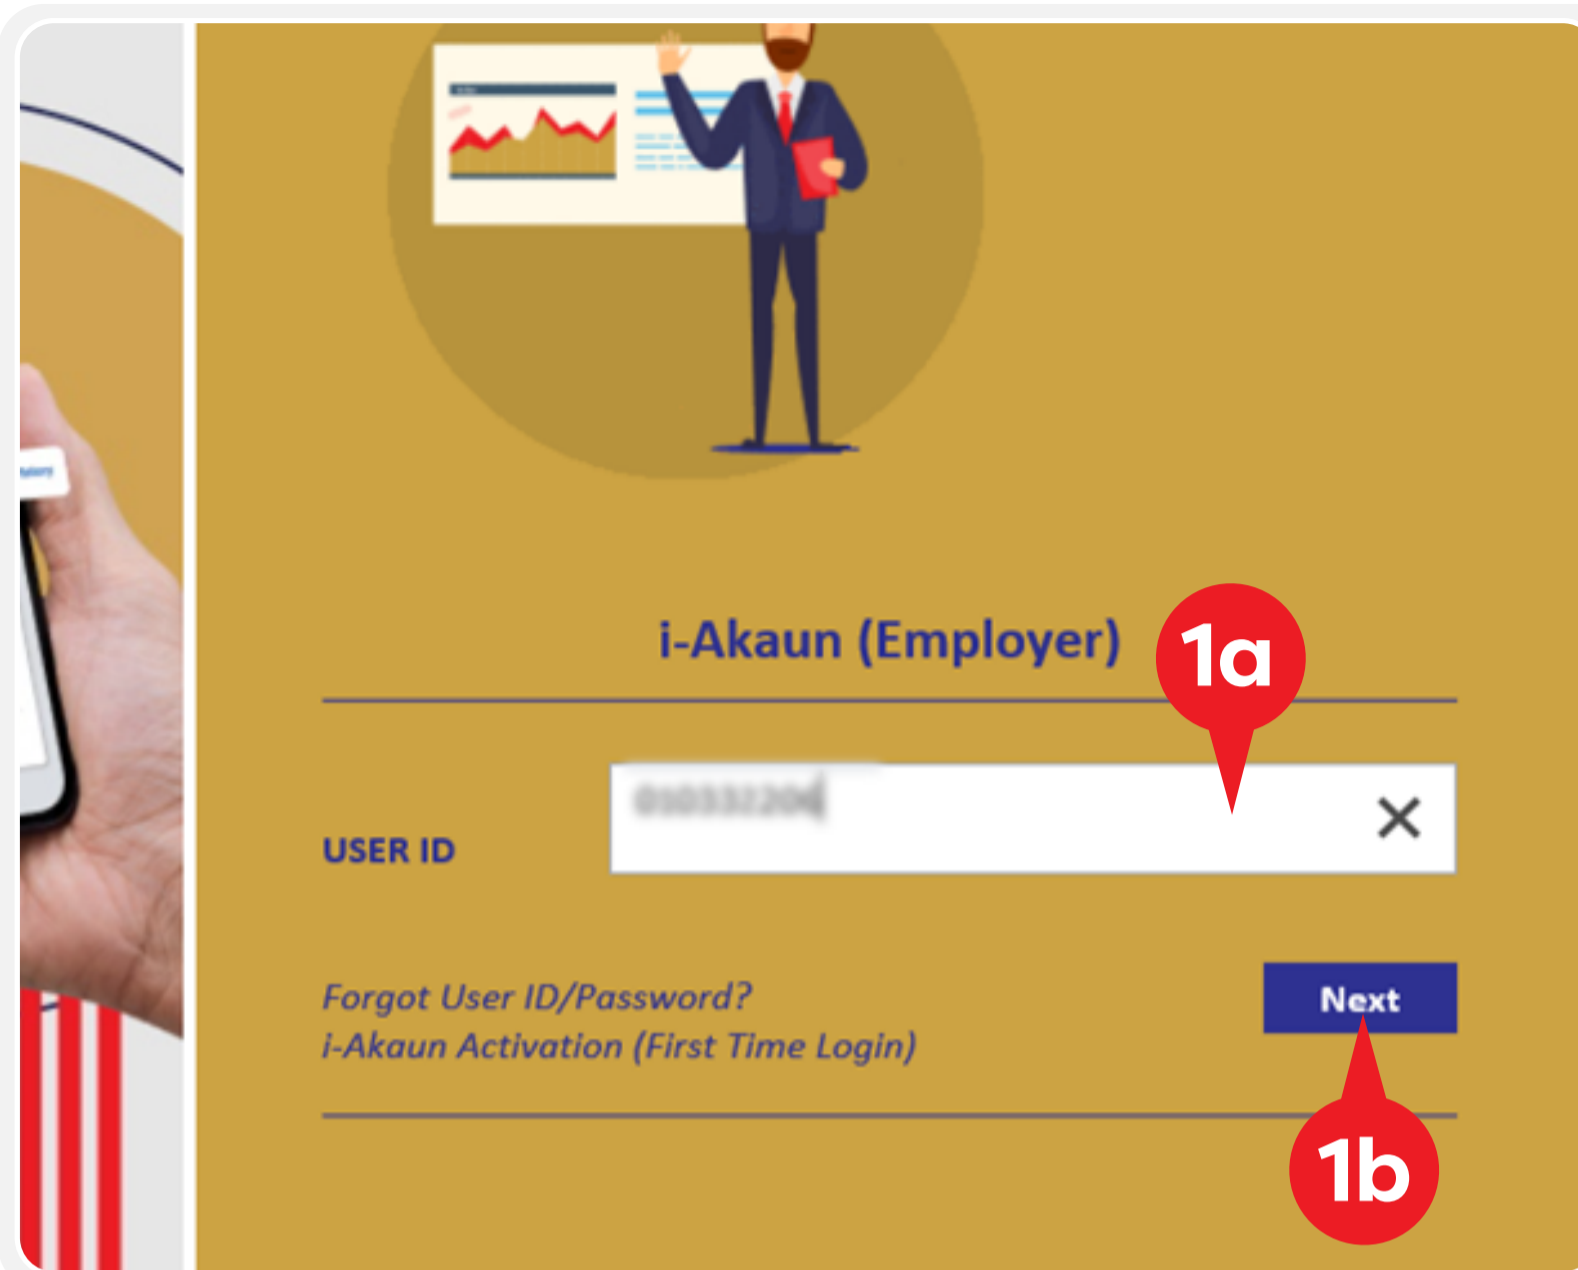 i-Akaun (Employer)
1a
USER ID
Forgot User ID/Password?
Next
i-Akaun Activation (First Time Login)
1b